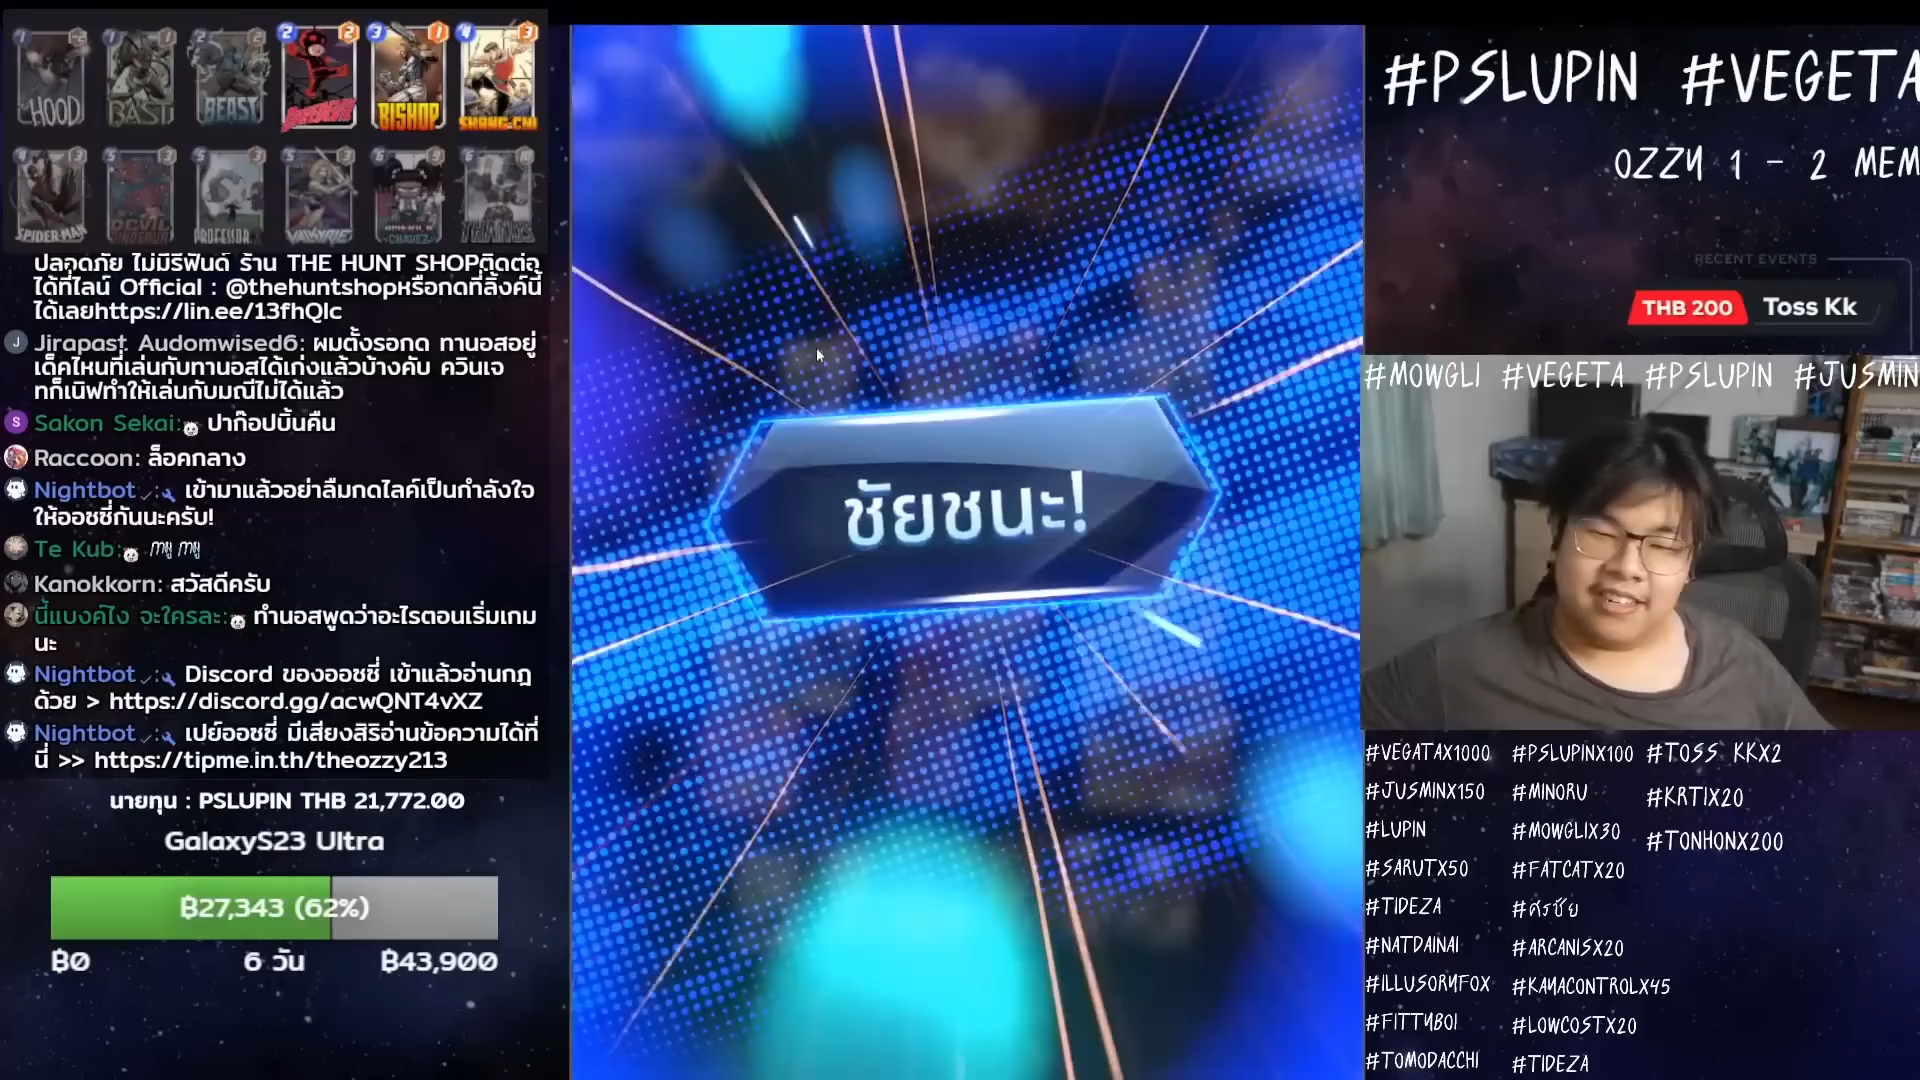 HOOD
BAST
BEAST
DAREDEVIL
BISHOP
SHANG-CHI
SPIDER-MAN
DEVIL DINOSAUR
PROFESSOR X
VALKYRIE
AMERICA CHAVEZ
THANOS
ปลอดภัย ไม่มีรีฟันด์ ร้าน THE HUNT SHOPติดต่อ
ได้ที่ไลน์ Official : @thehuntshopหรือกดที่ลิ้งค์นี้
ได้เลยhttps://lin.ee/13fhQIc
Jirapast Audomwised6: ผมตั้งรอกด ทานอสอยู่
เด็คไหนที่เล่นกับทานอสได้เก่งแล้วบ้างคับ ควินเจ
ทก็เนิฟทำให้เล่นกับมณีไม่ได้แล้ว
Sakon Sekai: ปาก๊อปบิ้นคืน
Raccoon: ล็อคกลาง
Nightbot : เข้ามาแล้วอย่าลืมกดไลค์เป็นกำลังใจ
ให้ออซซี่กันนะครับ!
Te Kub:
Kanokkorn: สวัสดีครับ
นี้แบงค์ไง จะใครละ: ทำนอสพูดว่าอะไรตอนเริ่มเกม
นะ
Nightbot : Discord ของออซซี่ เข้าแล้วอ่านกฎ
ด้วย > https://discord.gg/acwQNT4vXZ
Nightbot : เปย์ออซซี่ มีเสียงสิริอ่านข้อความได้ที่
นี่ >> https://tipme.in.th/theozzy213
นายทุน : PSLUPIN THB 21,772.00
GalaxyS23 Ultra
฿27,343 (62%)
฿0 6 วัน ฿43,900
ชัยชนะ!
#PSLUPIN #VEGETA
OZZY 1 - 2 MEM
RECENT EVENTS
THB 200 Toss Kk
#MOWGLI #VEGETA #PSLUPIN #JUSMIN
#VEGATAX1000 #PSLUPINX100 #TOSS KKX2
#JUSMINX150 #MINORU #KRTIX20
#LUPIN #MOWGLIX30 #TONHONX200
#SARUTX50 #FATCATX20
#TIDEZA #ศรชัย
#NATDAINAI #ARCANISX20
#ILLUSORYFOX #KAYACONTROLX45
#FITTYBOI #LOWCOSTX20
#TOMODACCHI #TIDEZA